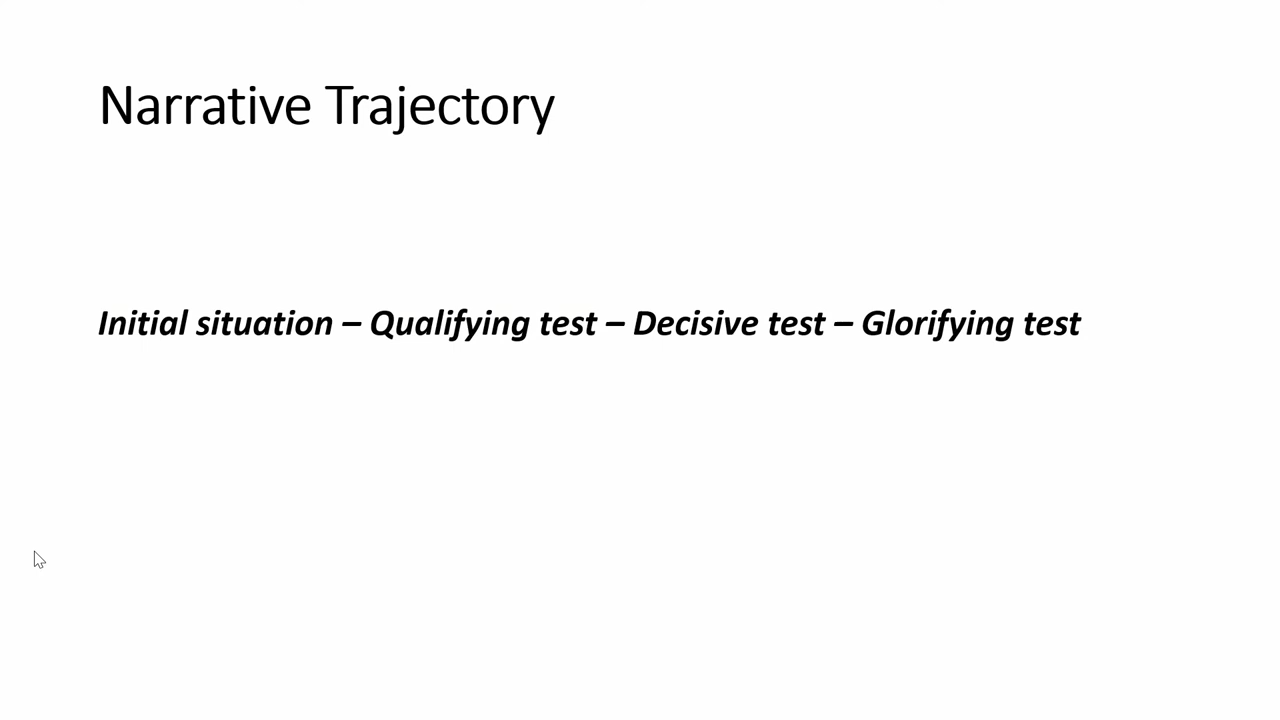 Narrative Trajectory
Initial situation – Qualifying test – Decisive test – Glorifying test